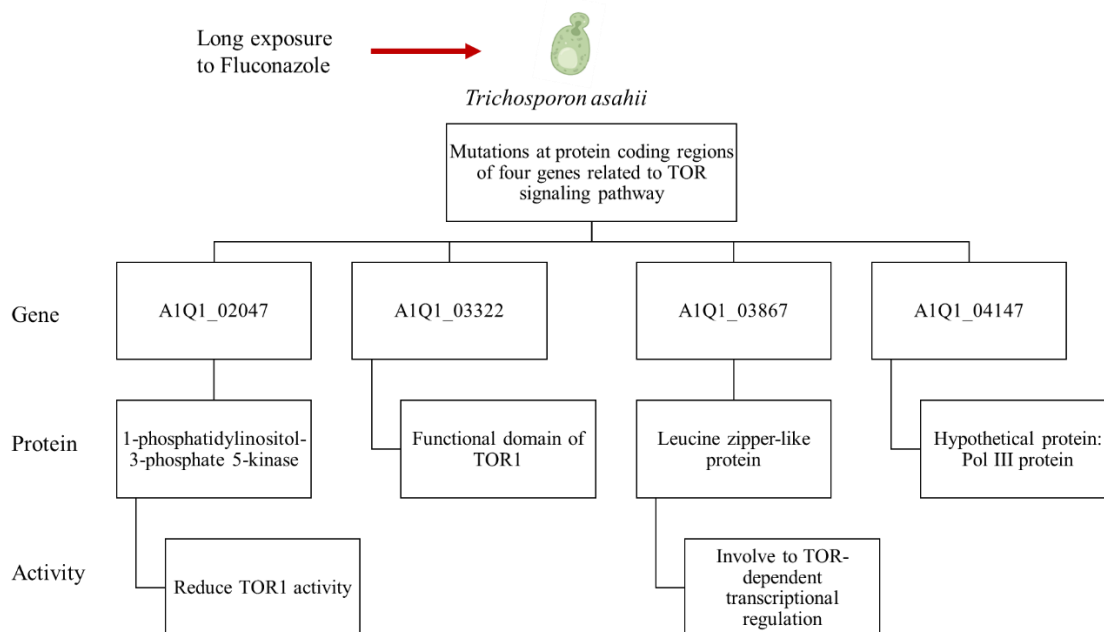 Long exposure
to Fluconazole
Trichosporon asahii
Mutations at protein coding regions
of four genes related to TOR
signaling pathway
Gene
A1Q1_02047
A1Q1_03322
A1Q1_03867
A1Q1_04147
Protein
1-phosphatidylinositol-
3-phosphate 5-kinase
Functional domain of
TOR1
Leucine zipper-like
protein
Hypothetical protein:
Pol III protein
Activity
Reduce TOR1 activity
Involve to TOR-
dependent
transcriptional
regulation